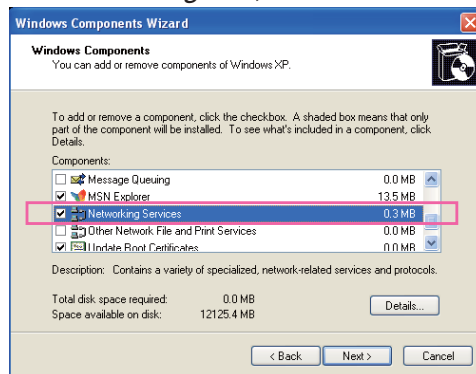 Windows Components Wizard
Windows Components
You can add or remove components of Windows XP.
To add or remove a component, click the checkbox. A shaded box means that only
part of the component will be installed. To see what's included in a component, click
Details.
Components:
Message Queuing 0.0 MB
MSN Explorer 13.5 MB
Networking Services 0.3 MB
Other Network File and Print Services 0.0 MB
Update Root Certificates 0.0 MB
Description: Contains a variety of specialized, network-related services and protocols.
Total disk space required: 0.0 MB
Space available on disk: 12125.4 MB
Details...
< Back Next > Cancel